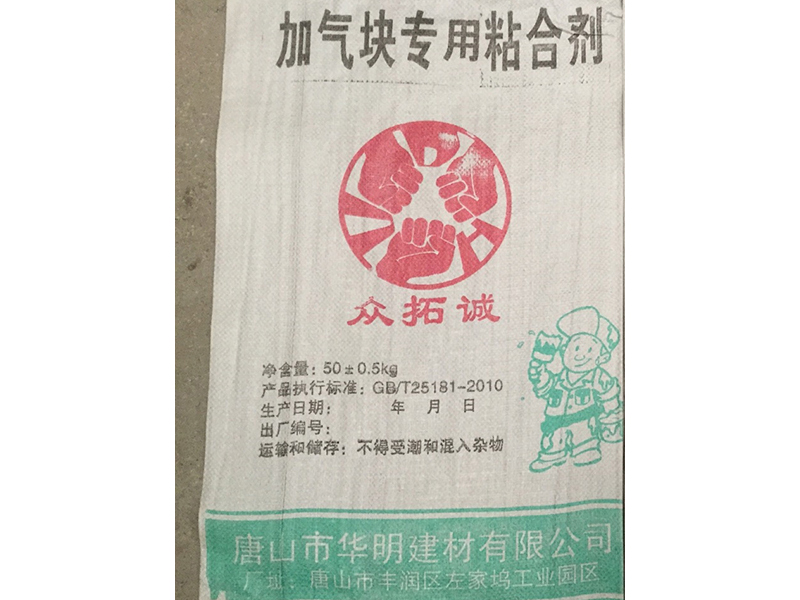 加气块专用粘合剂
众拓诚
净含量：50±0.5kg
产品执行标准：GB/T25181-2010
生产日期：　　年　月　日
出厂编号：
运输和储存：不得受潮和混入杂物
唐山市华明建材有限公司
厂址：唐山市丰润区左家坞工业园区